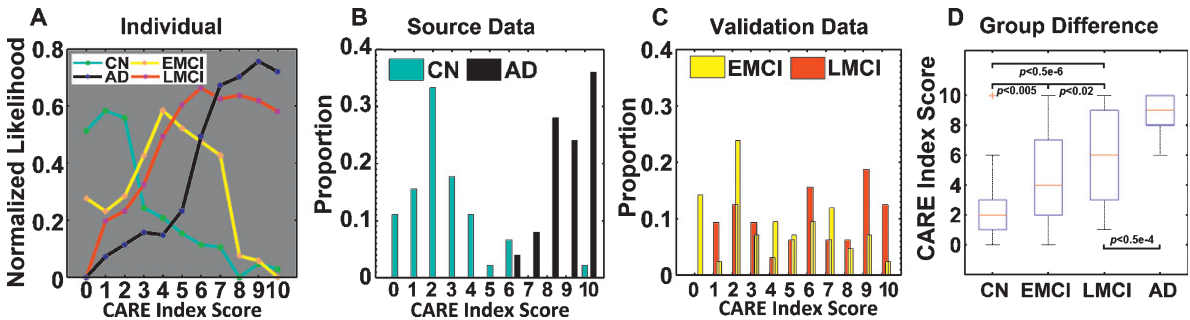 A Individual
CN EMCI
AD LMCI
Normalized Likelihood
0.8
0.6
0.4
0.2
0
0 1 2 3 4 5 6 7 8 9 10
CARE Index Score
B Source Data
CN AD
Proportion
0.4
0.3
0.2
0.1
0
0 1 2 3 4 5 6 7 8 9 10
CARE Index Score
C Validation Data
EMCI LMCI
Proportion
0.4
0.3
0.2
0.1
0
0 1 2 3 4 5 6 7 8 9 10
CARE Index Score
D Group Difference
CARE Index Score
p<0.5e-6
p<0.005 p<0.02
10
8
6
4
2
0
p<0.5e-4
CN EMCI LMCI AD